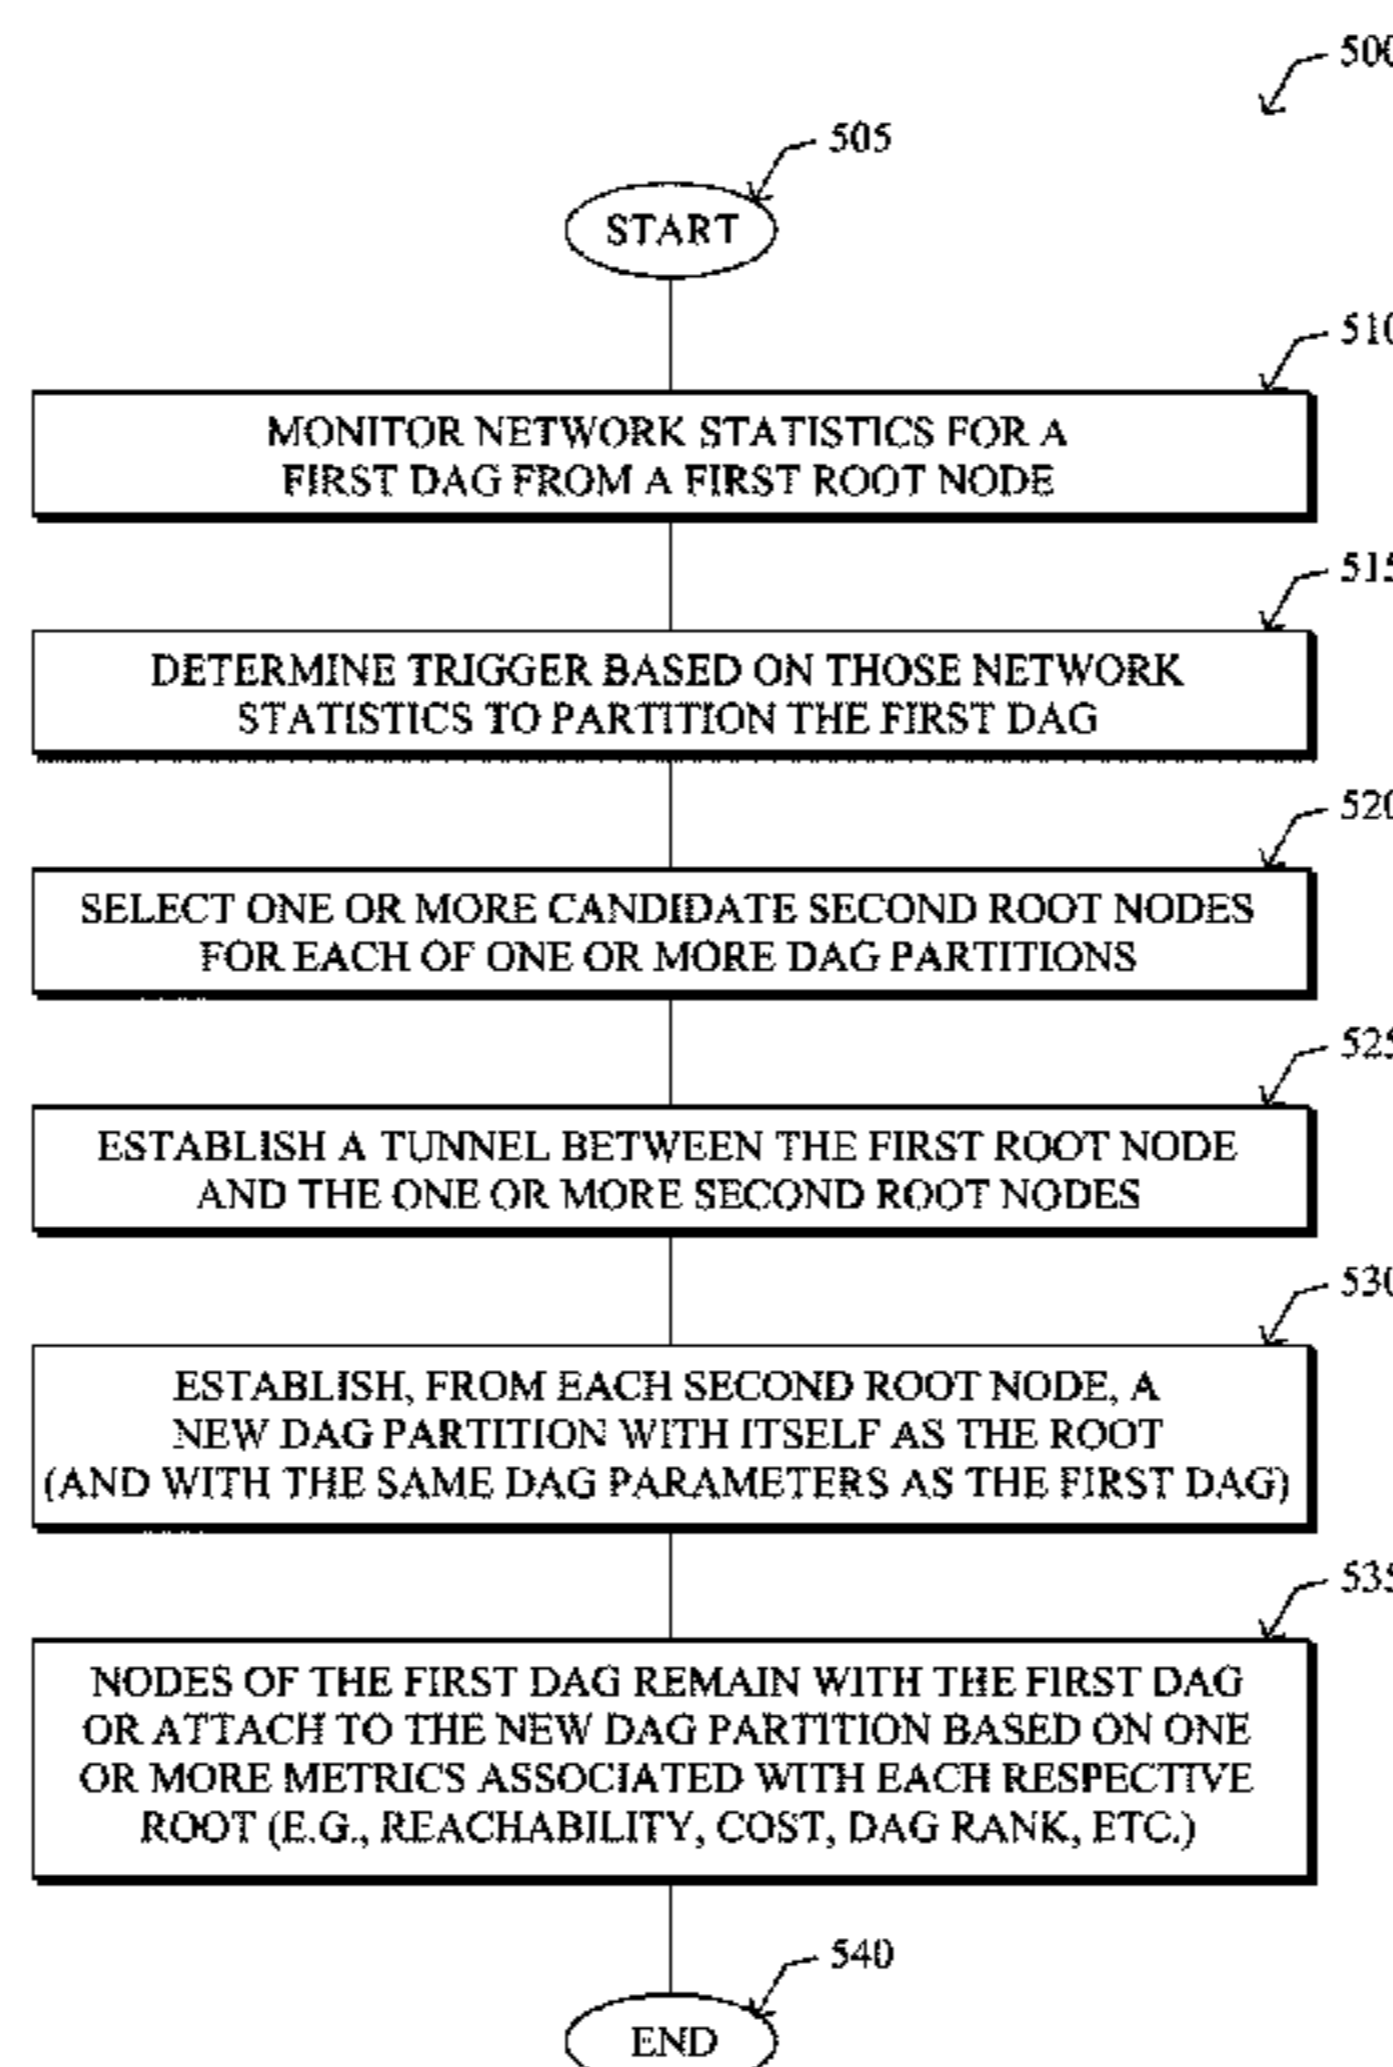 500
505
START
510
MONITOR NETWORK STATISTICS FOR A
FIRST DAG FROM A FIRST ROOT NODE
515
DETERMINE TRIGGER BASED ON THOSE NETWORK
STATISTICS TO PARTITION THE FIRST DAG
520
SELECT ONE OR MORE CANDIDATE SECOND ROOT NODES
FOR EACH OF ONE OR MORE DAG PARTITIONS
525
ESTABLISH A TUNNEL BETWEEN THE FIRST ROOT NODE
AND THE ONE OR MORE SECOND ROOT NODES
530
ESTABLISH, FROM EACH SECOND ROOT NODE, A
NEW DAG PARTITION WITH ITSELF AS THE ROOT
(AND WITH THE SAME DAG PARAMETERS AS THE FIRST DAG)
535
NODES OF THE FIRST DAG REMAIN WITH THE FIRST DAG
OR ATTACH TO THE NEW DAG PARTITION BASED ON ONE
OR MORE METRICS ASSOCIATED WITH EACH RESPECTIVE
ROOT (E.G., REACHABILITY, COST, DAG RANK, ETC.)
540
END